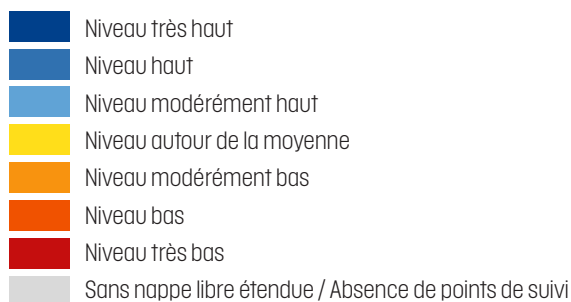 Niveau très haut
Niveau haut
Niveau modérément haut
Niveau autour de la moyenne
Niveau modérément bas
Niveau bas
Niveau très bas
Sans nappe libre étendue / Absence de points de suivi